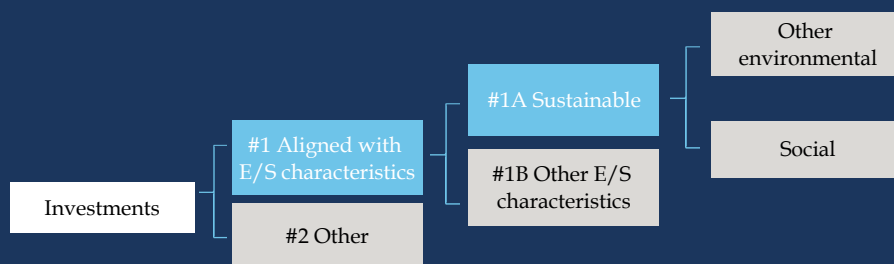 Investments
#1 Aligned with
E/S characteristics
#2 Other
#1A Sustainable
#1B Other E/S
characteristics
Other
environmental
Social